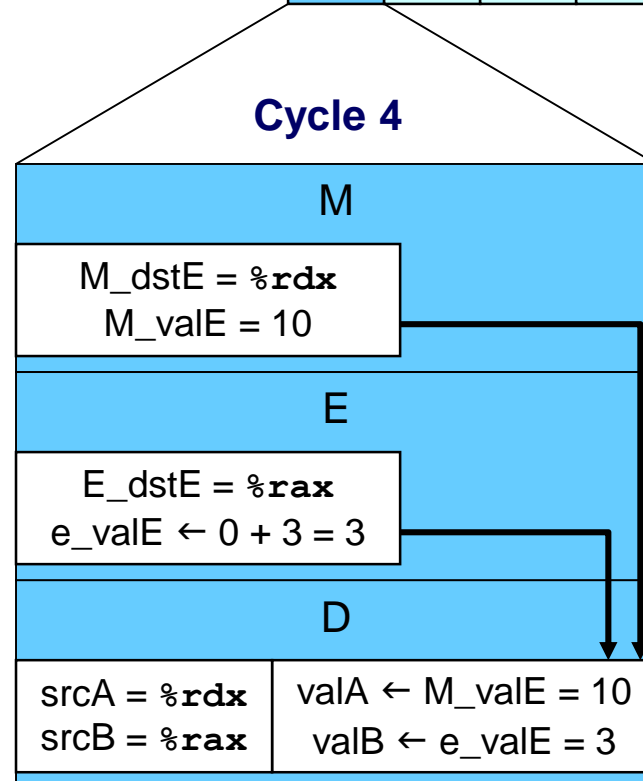 Cycle 4
M
M_dstE = %rdx
M_valE = 10
E
E_dstE = %rax
e_valE ← 0 + 3 = 3
D
srcA = %rdx
srcB = %rax
valA ← M_valE = 10
valB ← e_valE = 3